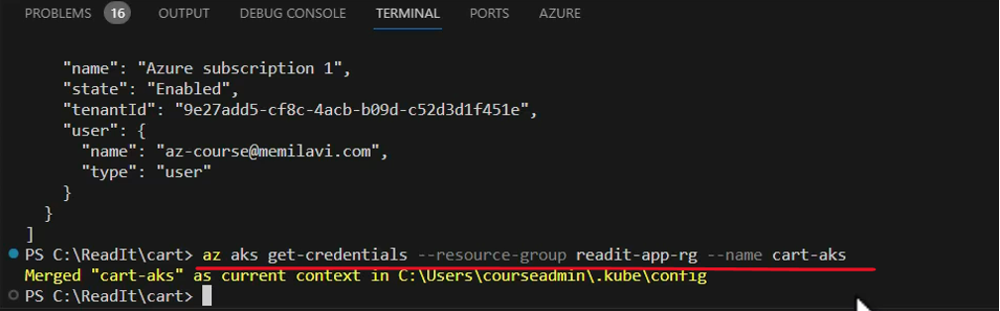 PROBLEMS 16 OUTPUT DEBUG CONSOLE TERMINAL PORTS AZURE
"name": "Azure subscription 1",
"state": "Enabled",
"tenantId": "9e27add5-cf8c-4acb-b09d-c52d3d1f451e",
"user": {
"name": "az-course@memilavi.com",
"type": "user"
}
}
]
PS C:\ReadIt\cart> az aks get-credentials --resource-group readit-app-rg --name cart-aks
Merged "cart-aks" as current context in C:\Users\courseadmin\.kube\config
PS C:\ReadIt\cart>